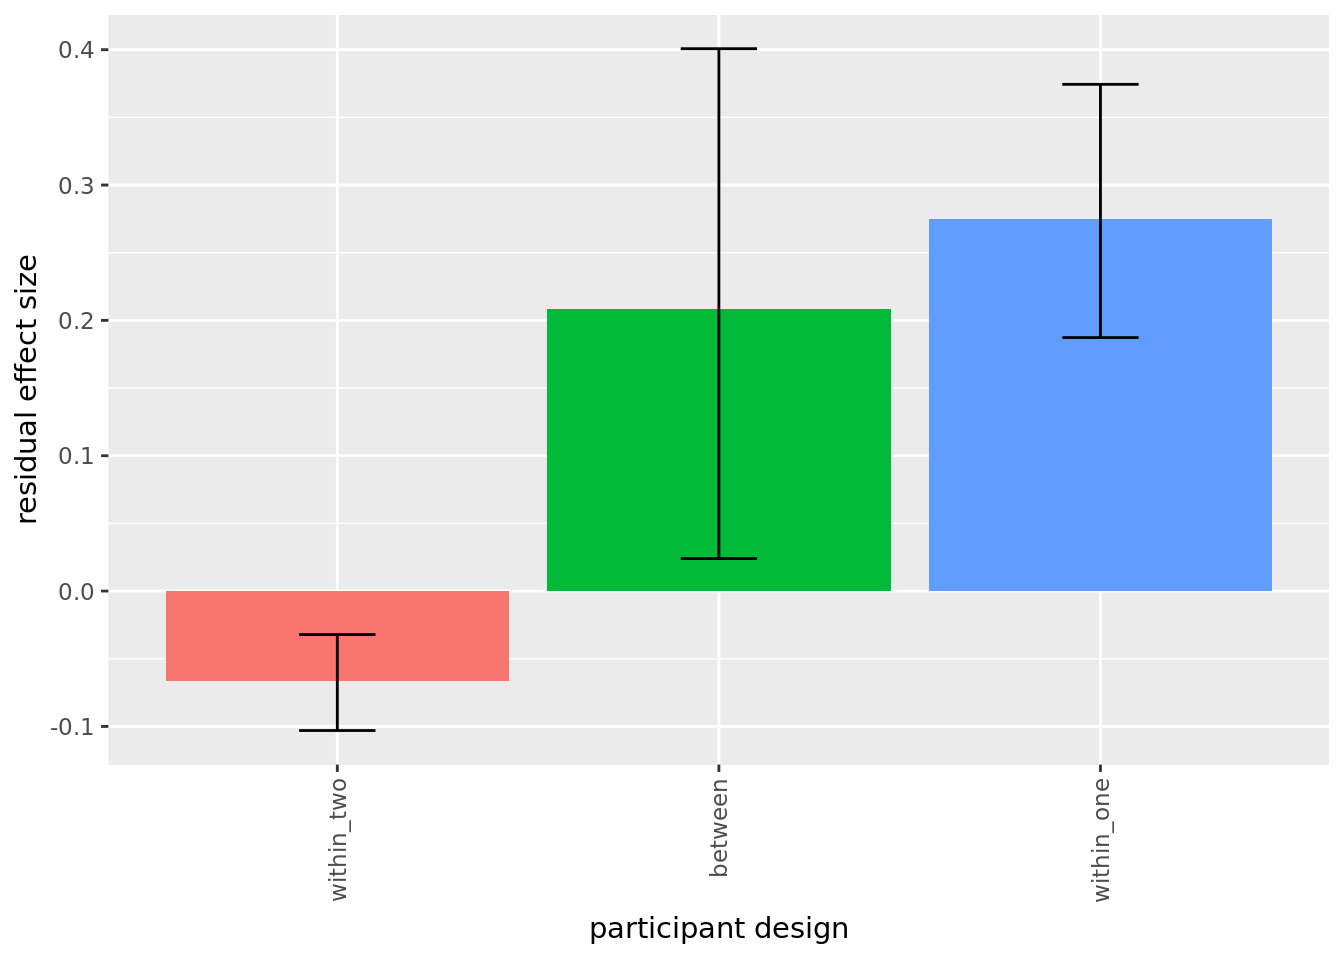 residual effect size
0.4
0.3
0.2
0.1
0.0
-0.1
within_two
between
within_one
participant design